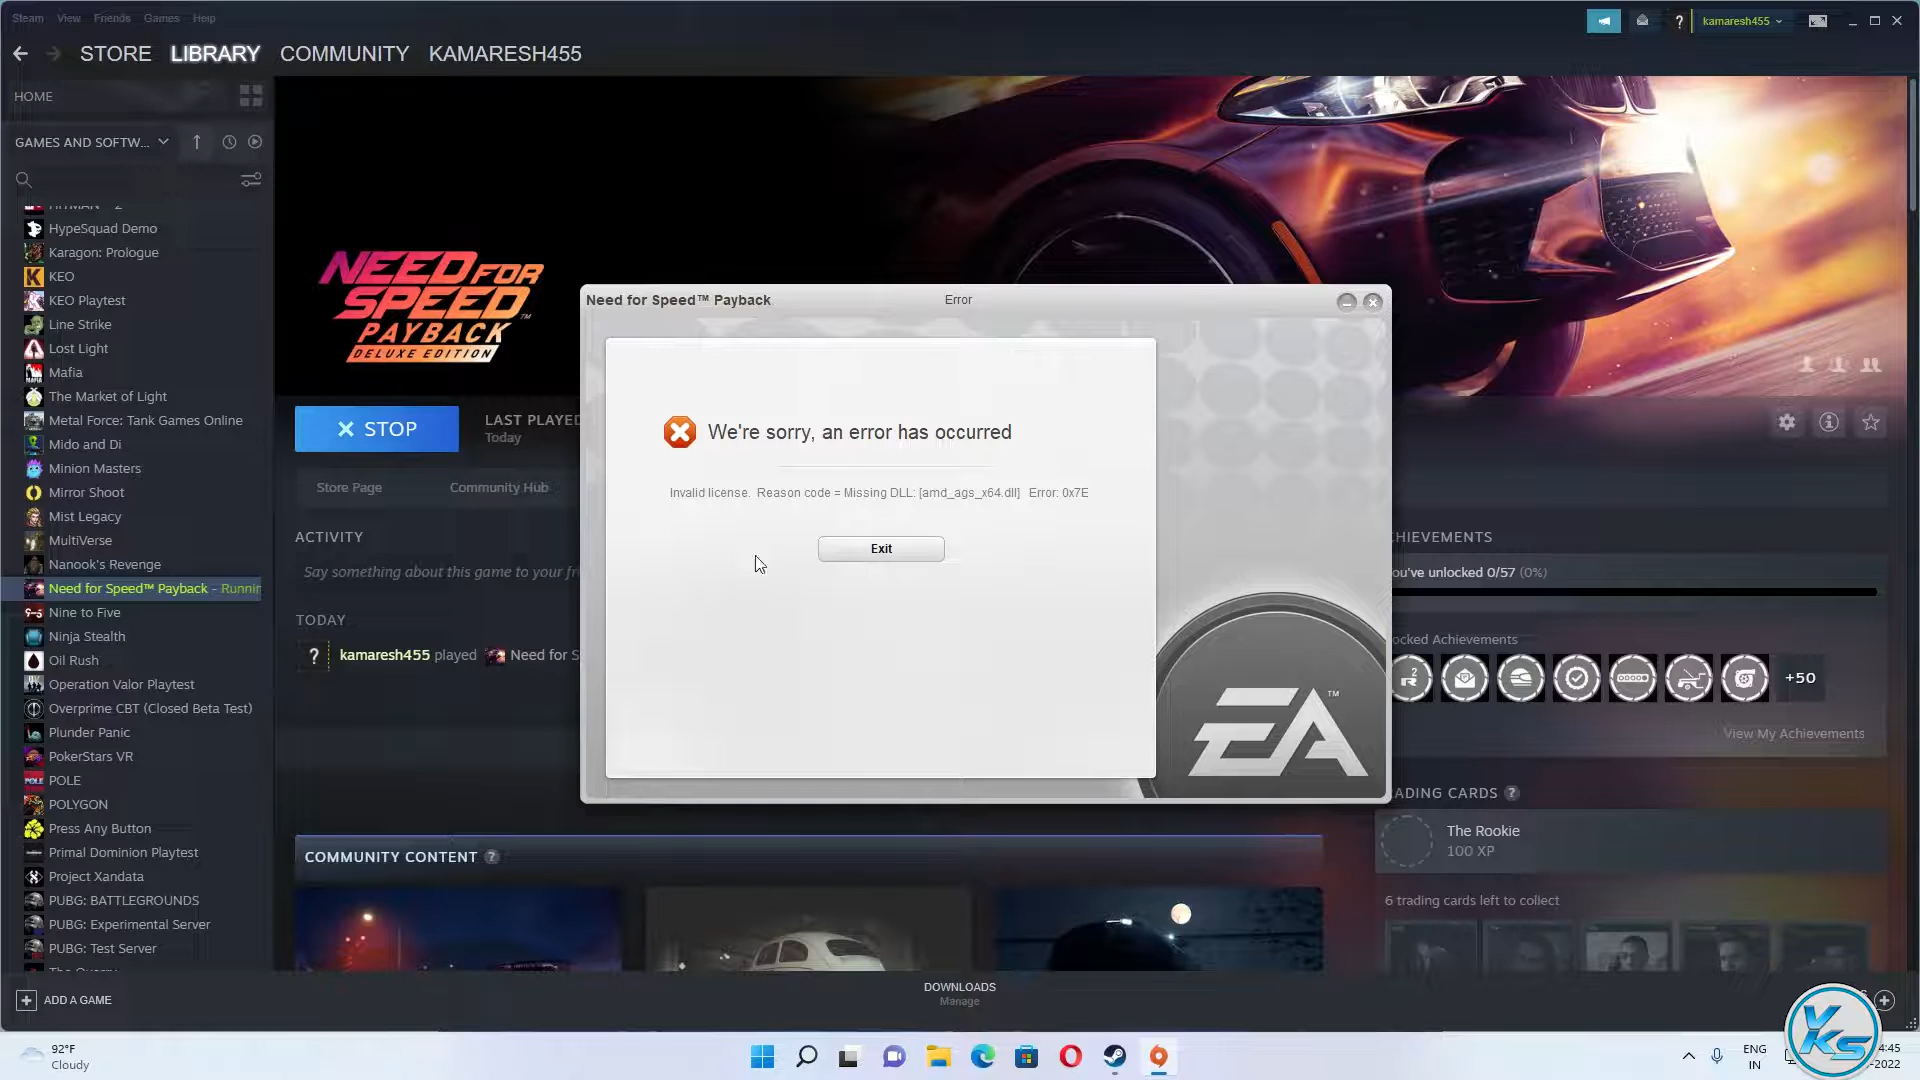 Steam View Friends Games Help
kamaresh455
STORE LIBRARY COMMUNITY KAMARESH455
HOME
GAMES AND SOFTW...
HypeSquad Demo
Karagon: Prologue
KEO
KEO Playtest
Line Strike
Lost Light
Mafia
The Market of Light
Metal Force: Tank Games Online
Mido and Di
Minion Masters
Mirror Shoot
Mist Legacy
MultiVerse
Nanook's Revenge
Need for Speed™ Payback - Runnin
Nine to Five
Ninja Stealth
Oil Rush
Operation Valor Playtest
Overprime CBT (Closed Beta Test)
Plunder Panic
PokerStars VR
POLE
POLYGON
Press Any Button
Primal Dominion Playtest
Project Xandata
PUBG: BATTLEGROUNDS
PUBG: Experimental Server
PUBG: Test Server
ADD A GAME
NEED FOR
SPEED™
PAYBACK
DELUXE EDITION
STOP
LAST PLAYED
Today
Store Page Community Hub
ACTIVITY
Say something about this game to your fri
TODAY
kamaresh455 played Need for S
COMMUNITY CONTENT ?
Need for Speed™ Payback Error
We're sorry, an error has occurred
Invalid license. Reason code = Missing DLL: [amd_ags_x64.dll] Error: 0x7E
Exit
EA™
CHIEVEMENTS
ou've unlocked 0/57 (0%)
ocked Achievements
+50
View My Achievements
ADING CARDS ?
The Rookie
100 XP
6 trading cards left to collect
DOWNLOADS
Manage
92°F
Cloudy
ENG
IN
4:45
-2022
YKS